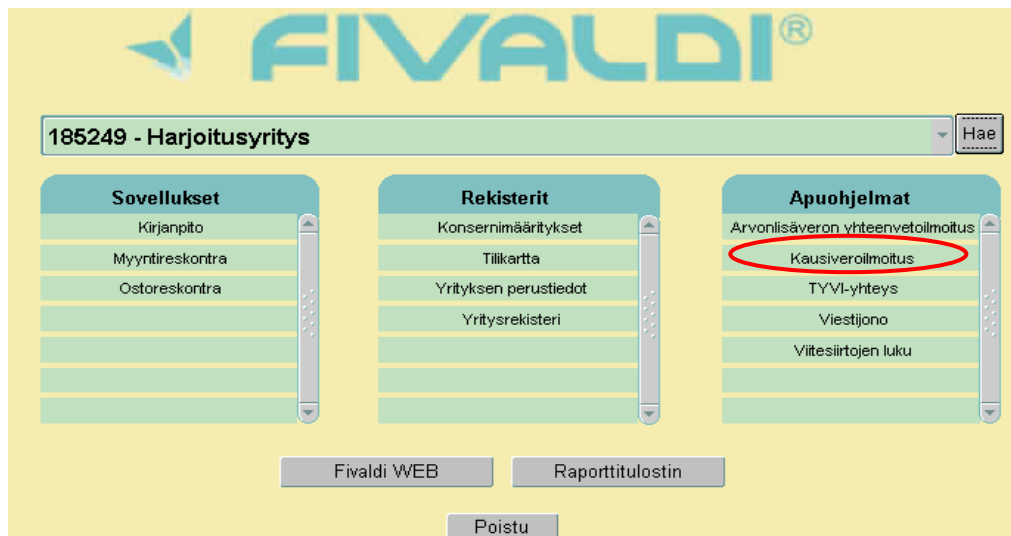 FIVALDI®
185249 - Harjoitusyritys
Hae
Sovellukset
Kirjanpito
Myyntireskontra
Ostoreskontra
Rekisterit
Konsernimääritykset
Tilikartta
Yrityksen perustiedot
Yritysrekisteri
Apuohjelmat
Arvonlisäveron yhteenvetoilmoitus
Kausiveroilmoitus
TYVI-yhteys
Viestijono
Viitesiirtojen luku
Fivaldi WEB
Raporttitulostin
Poistu